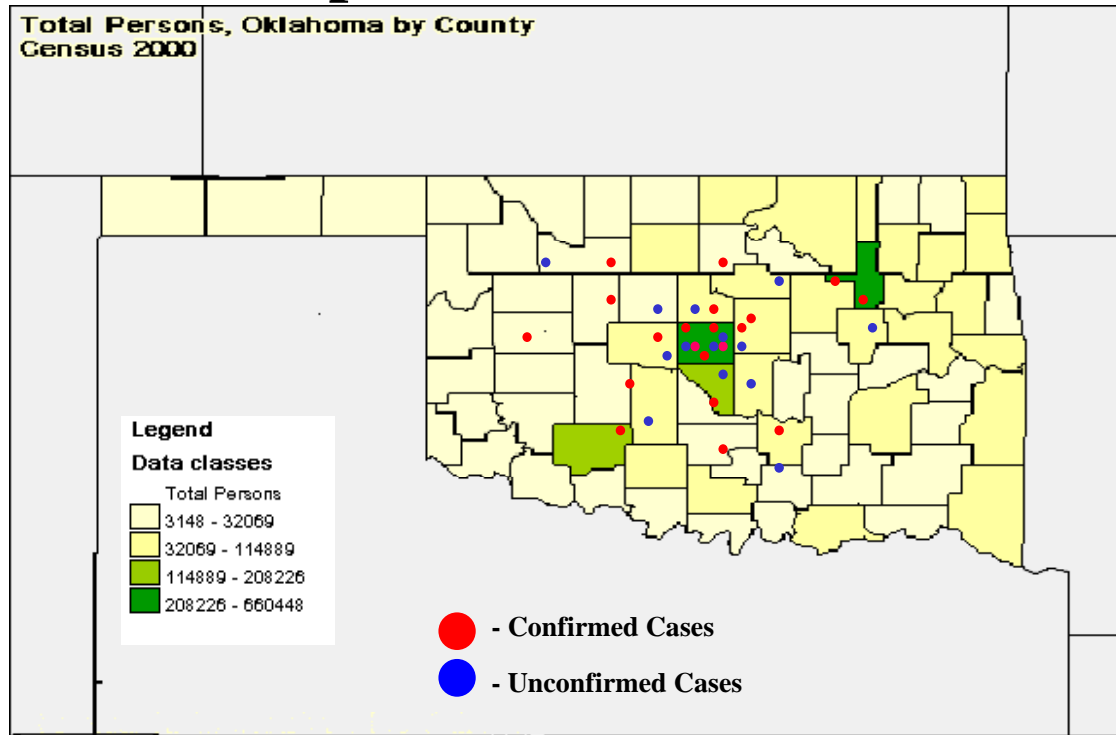 Total Persons, Oklahoma by County
Census 2000
Legend
Data classes
Total Persons
3148 - 32069
32069 - 114889
114889 - 208226
208226 - 660448
- Confirmed Cases
- Unconfirmed Cases